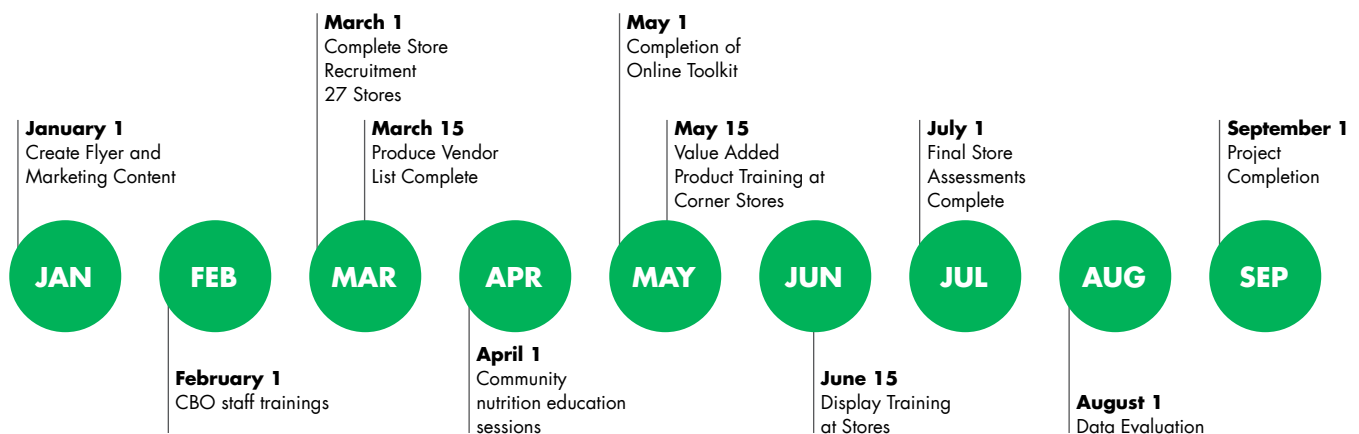 March 1
Complete Store
Recruitment
27 Stores
May 1
Completion of
Online Toolkit
January 1
Create Flyer and
Marketing Content
March 15
Produce Vendor
List Complete
May 15
Value Added
Product Training at
Corner Stores
July 1
Final Store
Assessments
Complete
September 1
Project
Completion
JAN
FEB
MAR
APR
MAY
JUN
JUL
AUG
SEP
February 1
CBO staff trainings
April 1
Community
nutrition education
sessions
June 15
Display Training
at Stores
August 1
Data Evaluation